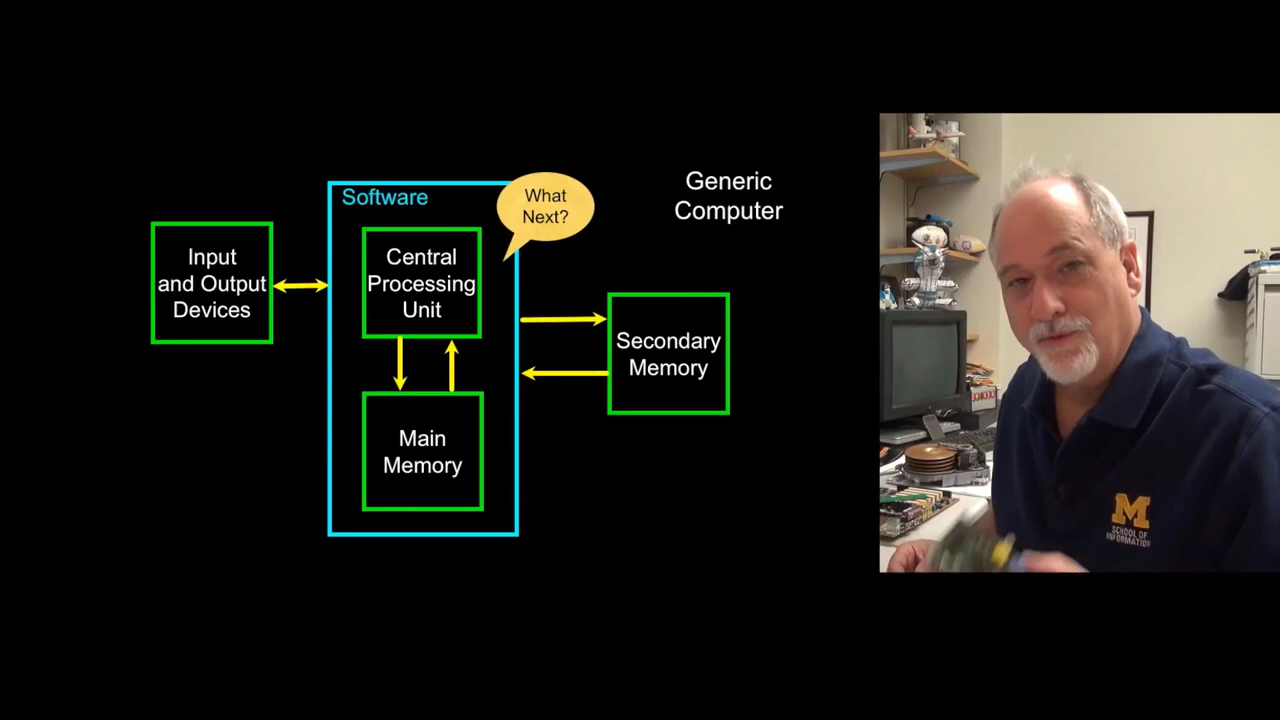 Generic
Computer
Software
What
Next?
Input
and Output
Devices
Central
Processing
Unit
Secondary
Memory
Main
Memory
M
SCHOOL OF
INFORMATION